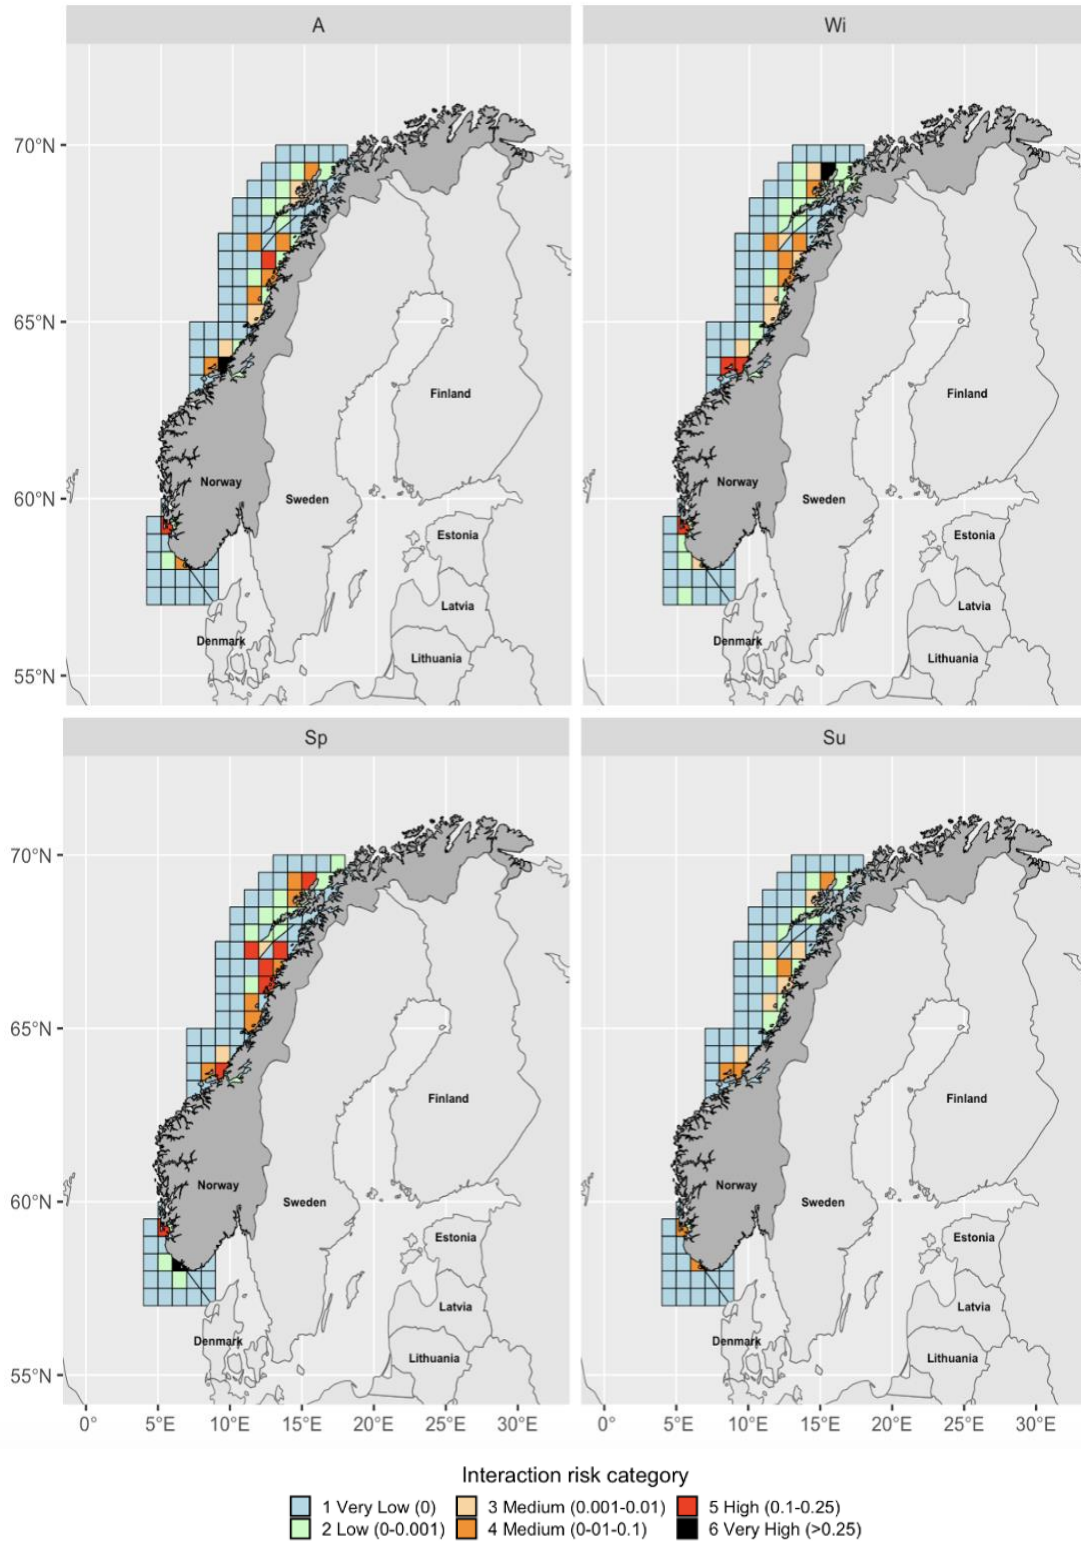 A Wi
70°N
65°N
60°N
55°N
Norway Sweden Finland Estonia Latvia Lithuania Denmark
Norway Sweden Finland Estonia Latvia Lithuania Denmark
Sp Su
70°N
65°N
60°N
55°N
Norway Sweden Finland Estonia Latvia Lithuania Denmark
Norway Sweden Finland Estonia Latvia Lithuania Denmark
0° 5°E 10°E 15°E 20°E 25°E 30°E 0° 5°E 10°E 15°E 20°E 25°E 30°E
Interaction risk category
1 Very Low (0) 3 Medium (0.001-0.01) 5 High (0.1-0.25)
2 Low (0-0.001) 4 Medium (0-01-0.1) 6 Very High (>0.25)